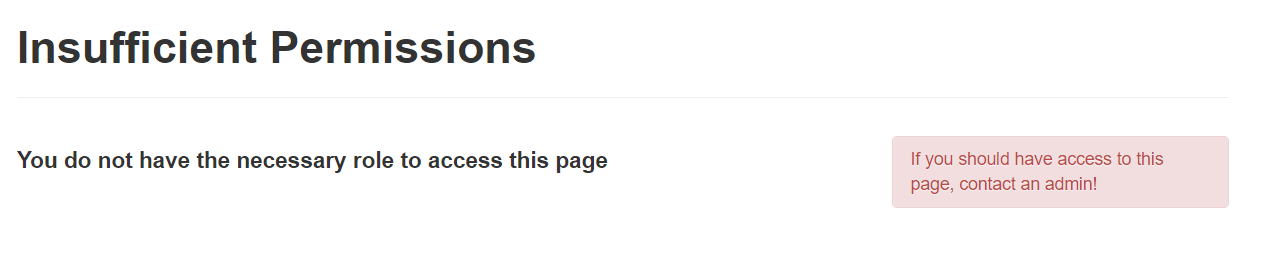 Insufficient Permissions
You do not have the necessary role to access this page
If you should have access to this
page, contact an admin!